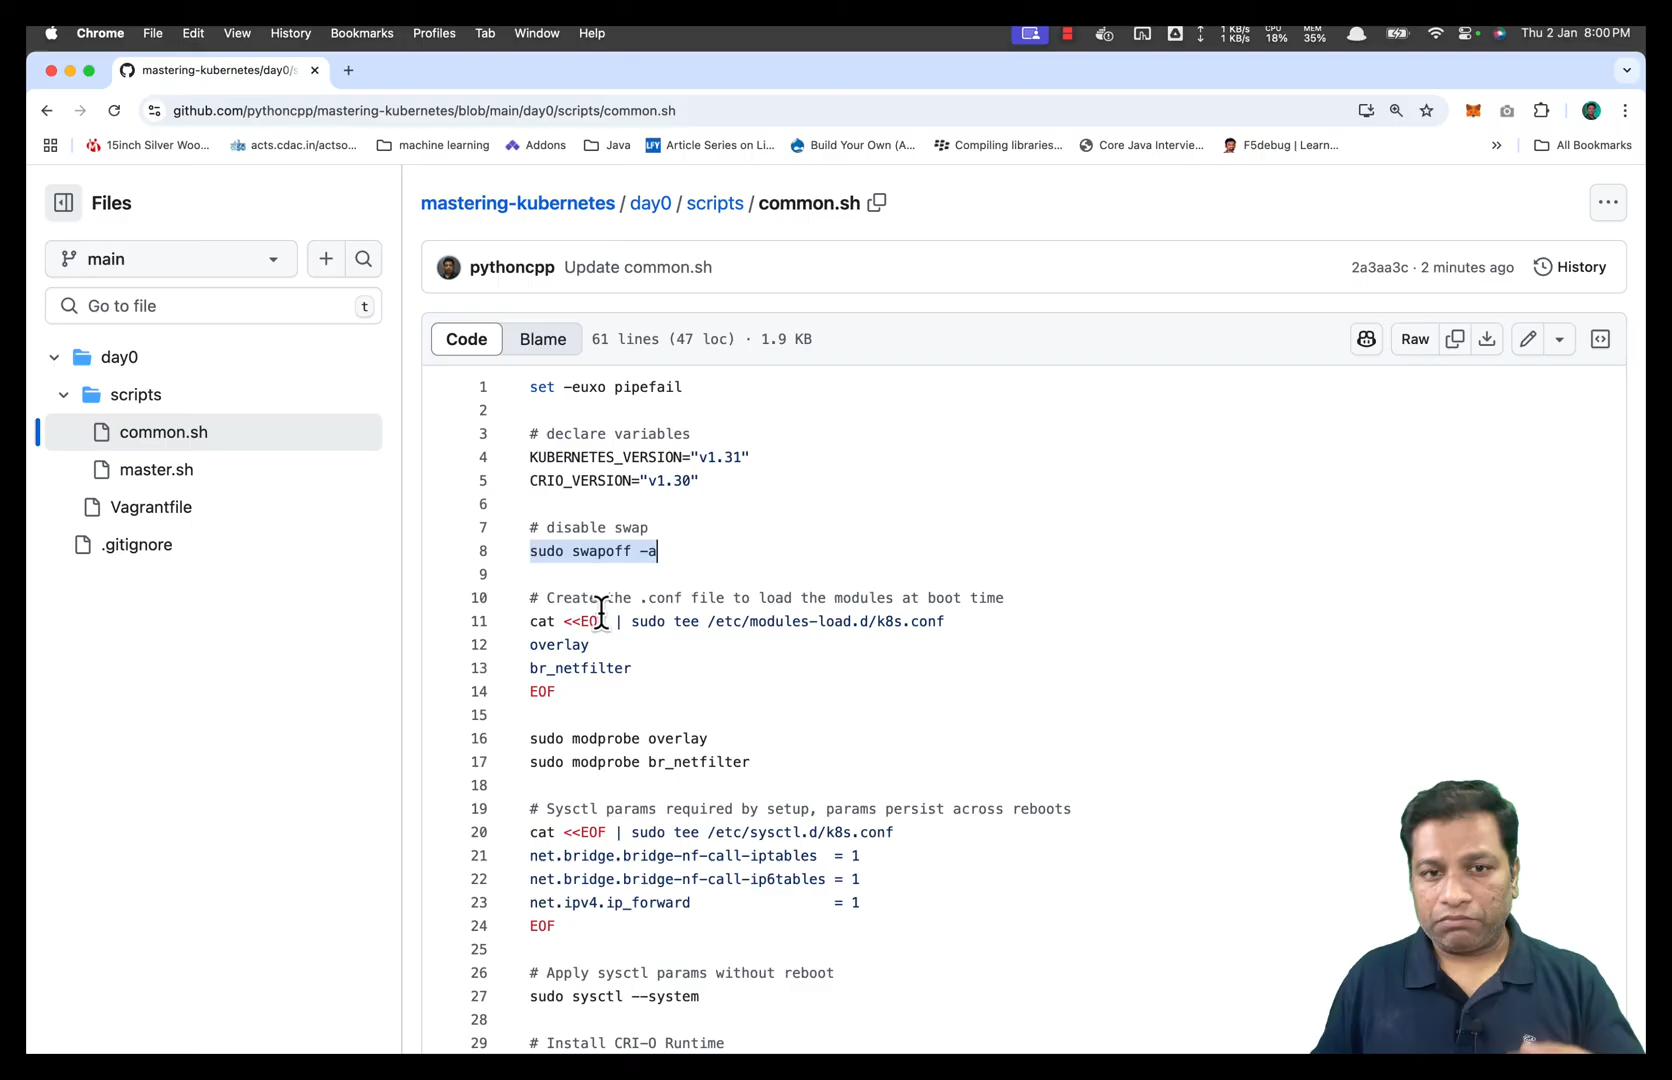 Chrome File Edit View History Bookmarks Profiles Tab Window Help 1 KB/s 1 KB/s CPU 18% MEM 35% Thu 2 Jan 8:00 PM
mastering-kubernetes/day0/s
github.com/pythoncpp/mastering-kubernetes/blob/main/day0/scripts/common.sh
15inch Silver Woo... acts.cdac.in/actso... machine learning Addons Java LFY Article Series on Li... Build Your Own (A... Compiling libraries... Core Java Intervie... F5debug | Learn... » All Bookmarks
Files
main
Go to file t
day0
scripts
common.sh
master.sh
Vagrantfile
.gitignore
mastering-kubernetes / day0 / scripts / common.sh
pythoncpp Update common.sh 2a3aa3c · 2 minutes ago History
Code Blame 61 lines (47 loc) · 1.9 KB Raw
1 set -euxo pipefail
2
3 # declare variables
4 KUBERNETES_VERSION="v1.31"
5 CRIO_VERSION="v1.30"
6
7 # disable swap
8 sudo swapoff -a
9
10 # Create the .conf file to load the modules at boot time
11 cat <<EOF | sudo tee /etc/modules-load.d/k8s.conf
12 overlay
13 br_netfilter
14 EOF
15
16 sudo modprobe overlay
17 sudo modprobe br_netfilter
18
19 # Sysctl params required by setup, params persist across reboots
20 cat <<EOF | sudo tee /etc/sysctl.d/k8s.conf
21 net.bridge.bridge-nf-call-iptables  = 1
22 net.bridge.bridge-nf-call-ip6tables = 1
23 net.ipv4.ip_forward                 = 1
24 EOF
25
26 # Apply sysctl params without reboot
27 sudo sysctl --system
28
29 # Install CRI-O Runtime